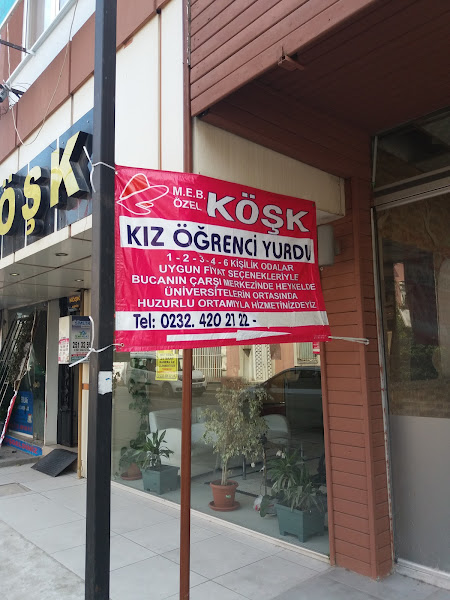 KÖŞK
M.E.B.
ÖZEL
KÖŞK
KIZ ÖĞRENCİ YURDU
1 - 2 - 3 - 4 - 6 KİŞİLİK ODALAR
UYGUN FİYAT SEÇENEKLERİYLE
BUCANIN ÇARŞI MERKEZİNDE HEYKELDE
ÜNİVERSİTELERİN ORTASINDA
HUZURLU ORTAMIYLA HİZMETİNİZDEYİZ
Tel: 0232. 420 21 22 -